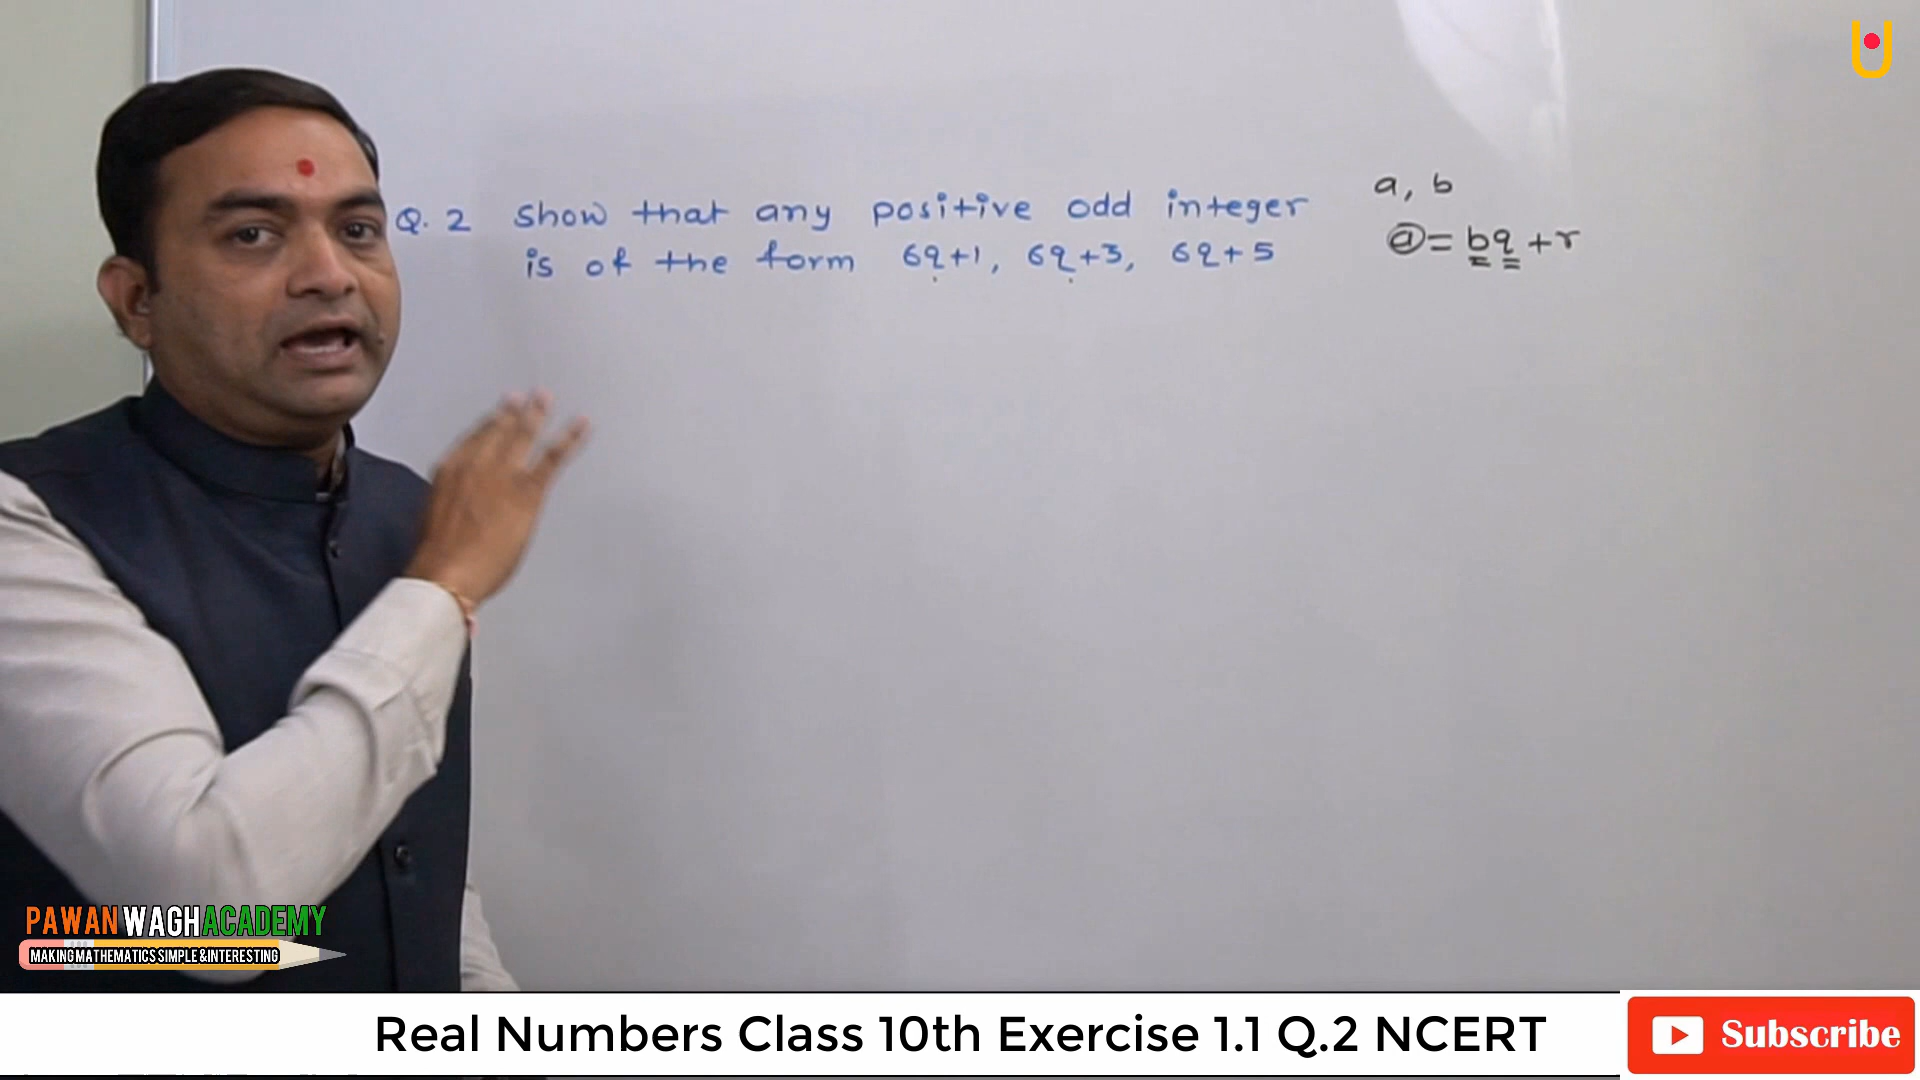 Q. 2 Show that any positive odd integer
is of the form 6q+1, 6q+3, 6q+5
a, b
a = bq + r
PAWAN WAGH ACADEMY
MAKING MATHEMATICS SIMPLE & INTERESTING
Real Numbers Class 10th Exercise 1.1 Q.2 NCERT
Subscribe